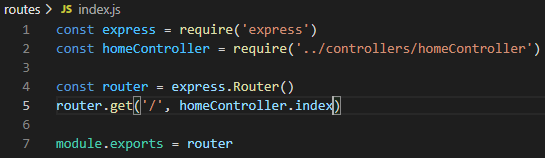 routes > JS index.js
1 const express = require('express')
2 const homeController = require('../controllers/homeController')
3
4 const router = express.Router()
5 router.get('/', homeController.index)
6
7 module.exports = router